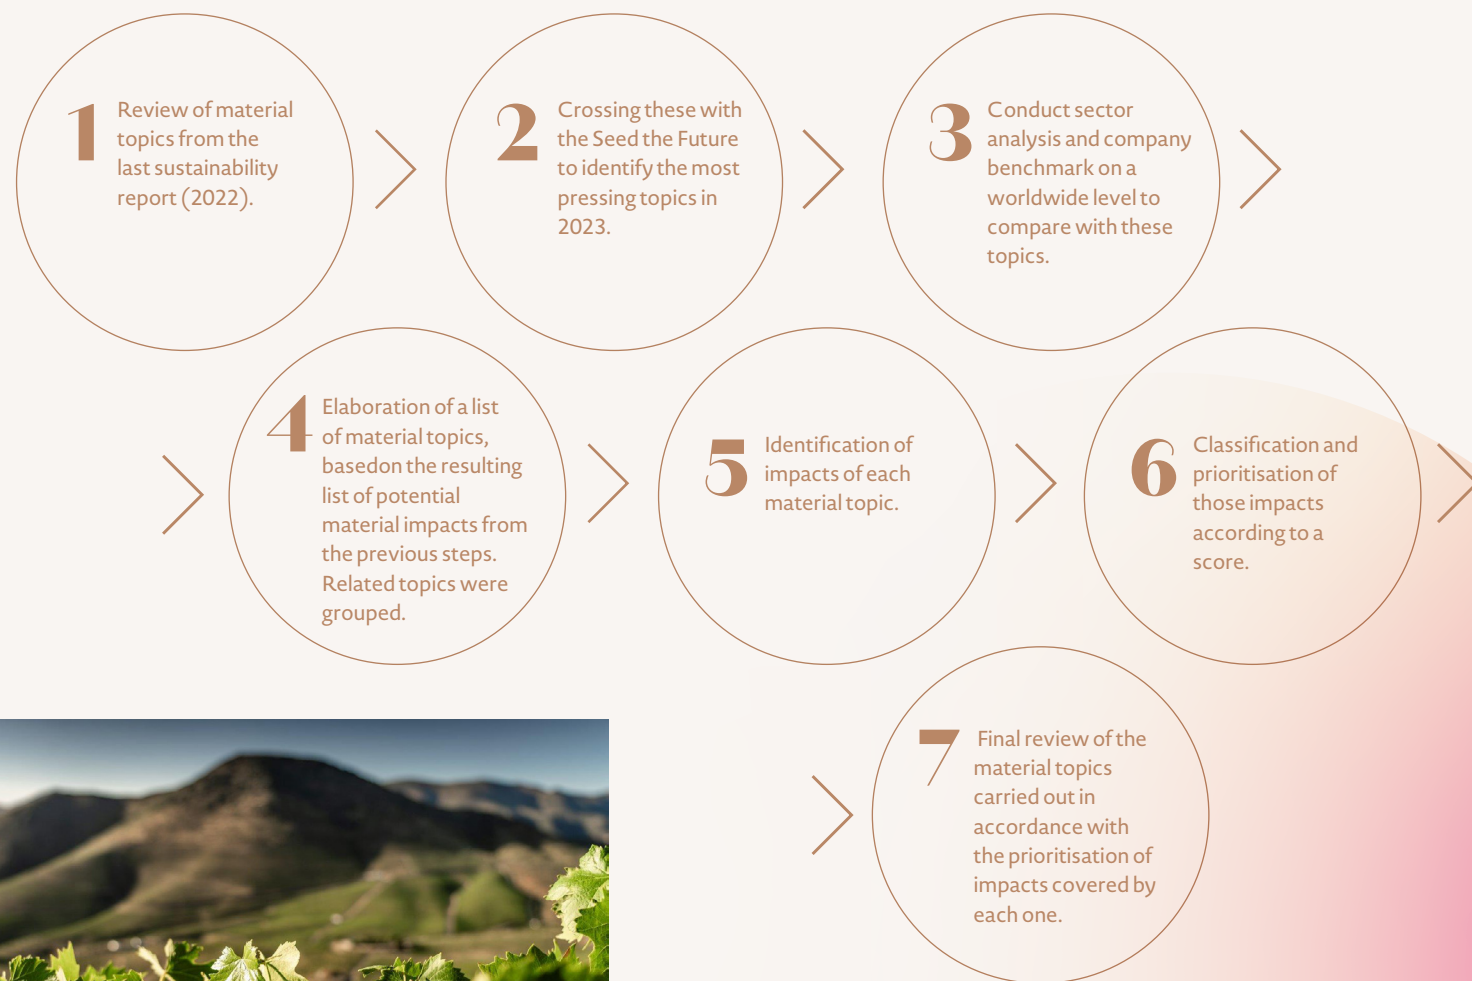 1
Review of material
topics from the
last sustainability
report (2022).
2
Crossing these with
the Seed the Future
to identify the most
pressing topics in
2023.
3
Conduct sector
analysis and company
benchmark on a
worldwide level to
compare with these
topics.
4
Elaboration of a list
of material topics,
basedon the resulting
list of potential
material impacts from
the previous steps.
Related topics were
grouped.
5
Identification of
impacts of each
material topic.
6
Classification and
prioritisation of
those impacts
according to a
score.
7
Final review of the
material topics
carried out in
accordance with
the prioritisation of
impacts covered by
each one.